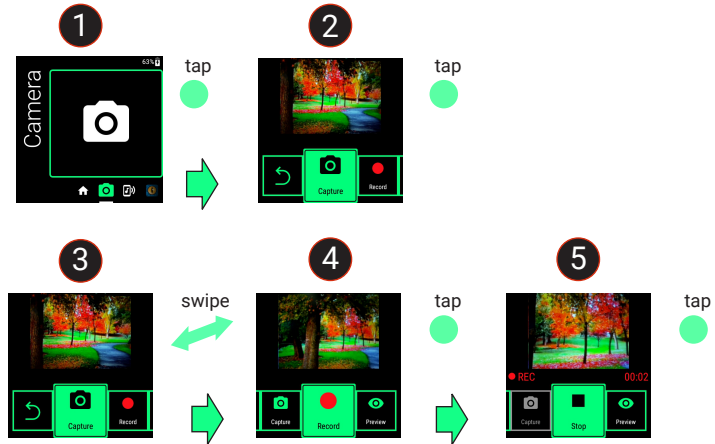 1
2
63%
Camera
tap
tap
Capture
Record
3
4
5
swipe
tap
tap
REC
00:02
Capture
Record
Capture
Record
Preview
Capture
Stop
Preview